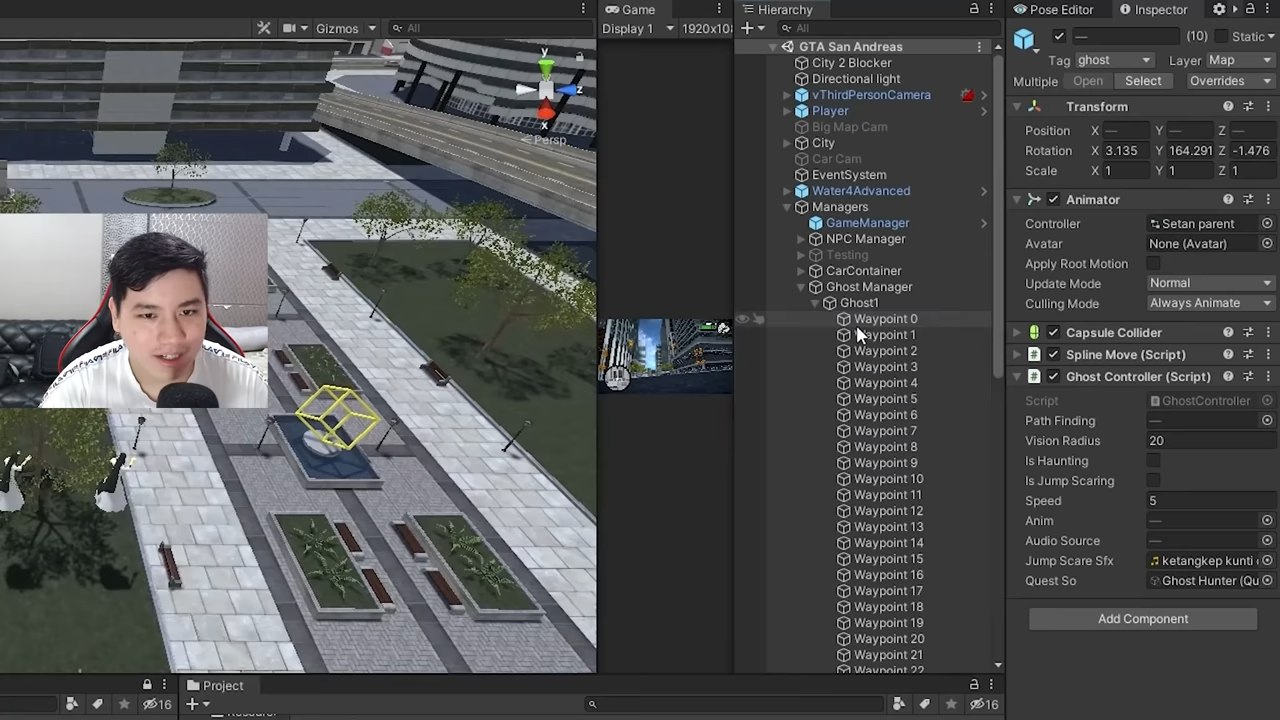 Gizmos
All
y
z
x
Persp
Game
Display 1
1920x10
Hierarchy
All
GTA San Andreas
City 2 Blocker
Directional light
vThirdPersonCamera
Player
Big Map Cam
City
Car Cam
EventSystem
Water4Advanced
Managers
GameManager
NPC Manager
Testing
CarContainer
Ghost Manager
Ghost1
Waypoint 0
Waypoint 1
Waypoint 2
Waypoint 3
Waypoint 4
Waypoint 5
Waypoint 6
Waypoint 7
Waypoint 8
Waypoint 9
Waypoint 10
Waypoint 11
Waypoint 12
Waypoint 13
Waypoint 14
Waypoint 15
Waypoint 16
Waypoint 17
Waypoint 18
Waypoint 19
Waypoint 20
Waypoint 21
Waypoint 22
Pose Editor
Inspector
— (10) Static
Tag ghost Layer Map
Multiple Open Select Overrides
Transform
Position X — Y — Z —
Rotation X 3.135 Y 164.291 Z -1.476
Scale X 1 Y 1 Z 1
Animator
Controller Setan parent
Avatar None (Avatar)
Apply Root Motion
Update Mode Normal
Culling Mode Always Animate
Capsule Collider
Spline Move (Script)
Ghost Controller (Script)
Script GhostController
Path Finding —
Vision Radius 20
Is Haunting
Is Jump Scaring
Speed 5
Anim —
Audio Source —
Jump Scare Sfx ketangkep kunti
Quest So Ghost Hunter (Qu
Add Component
16
Project
16